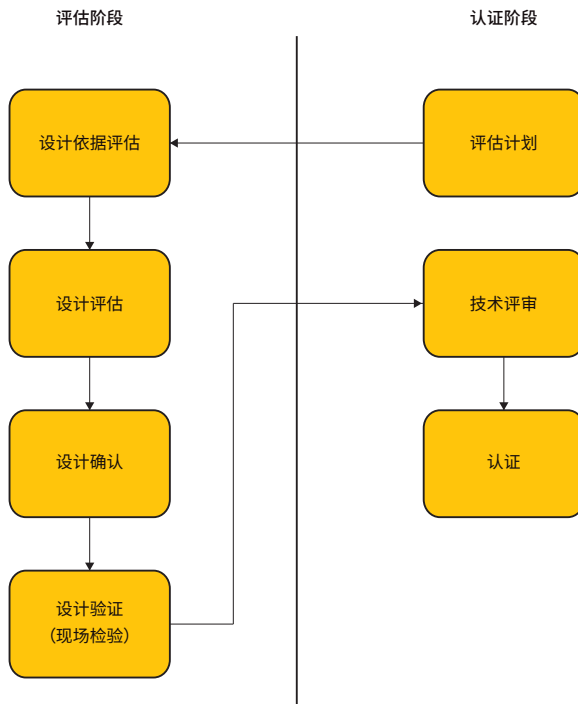 评估阶段
认证阶段
设计依据评估
评估计划
设计评估
技术评审
设计确认
认证
设计验证
（现场检验）